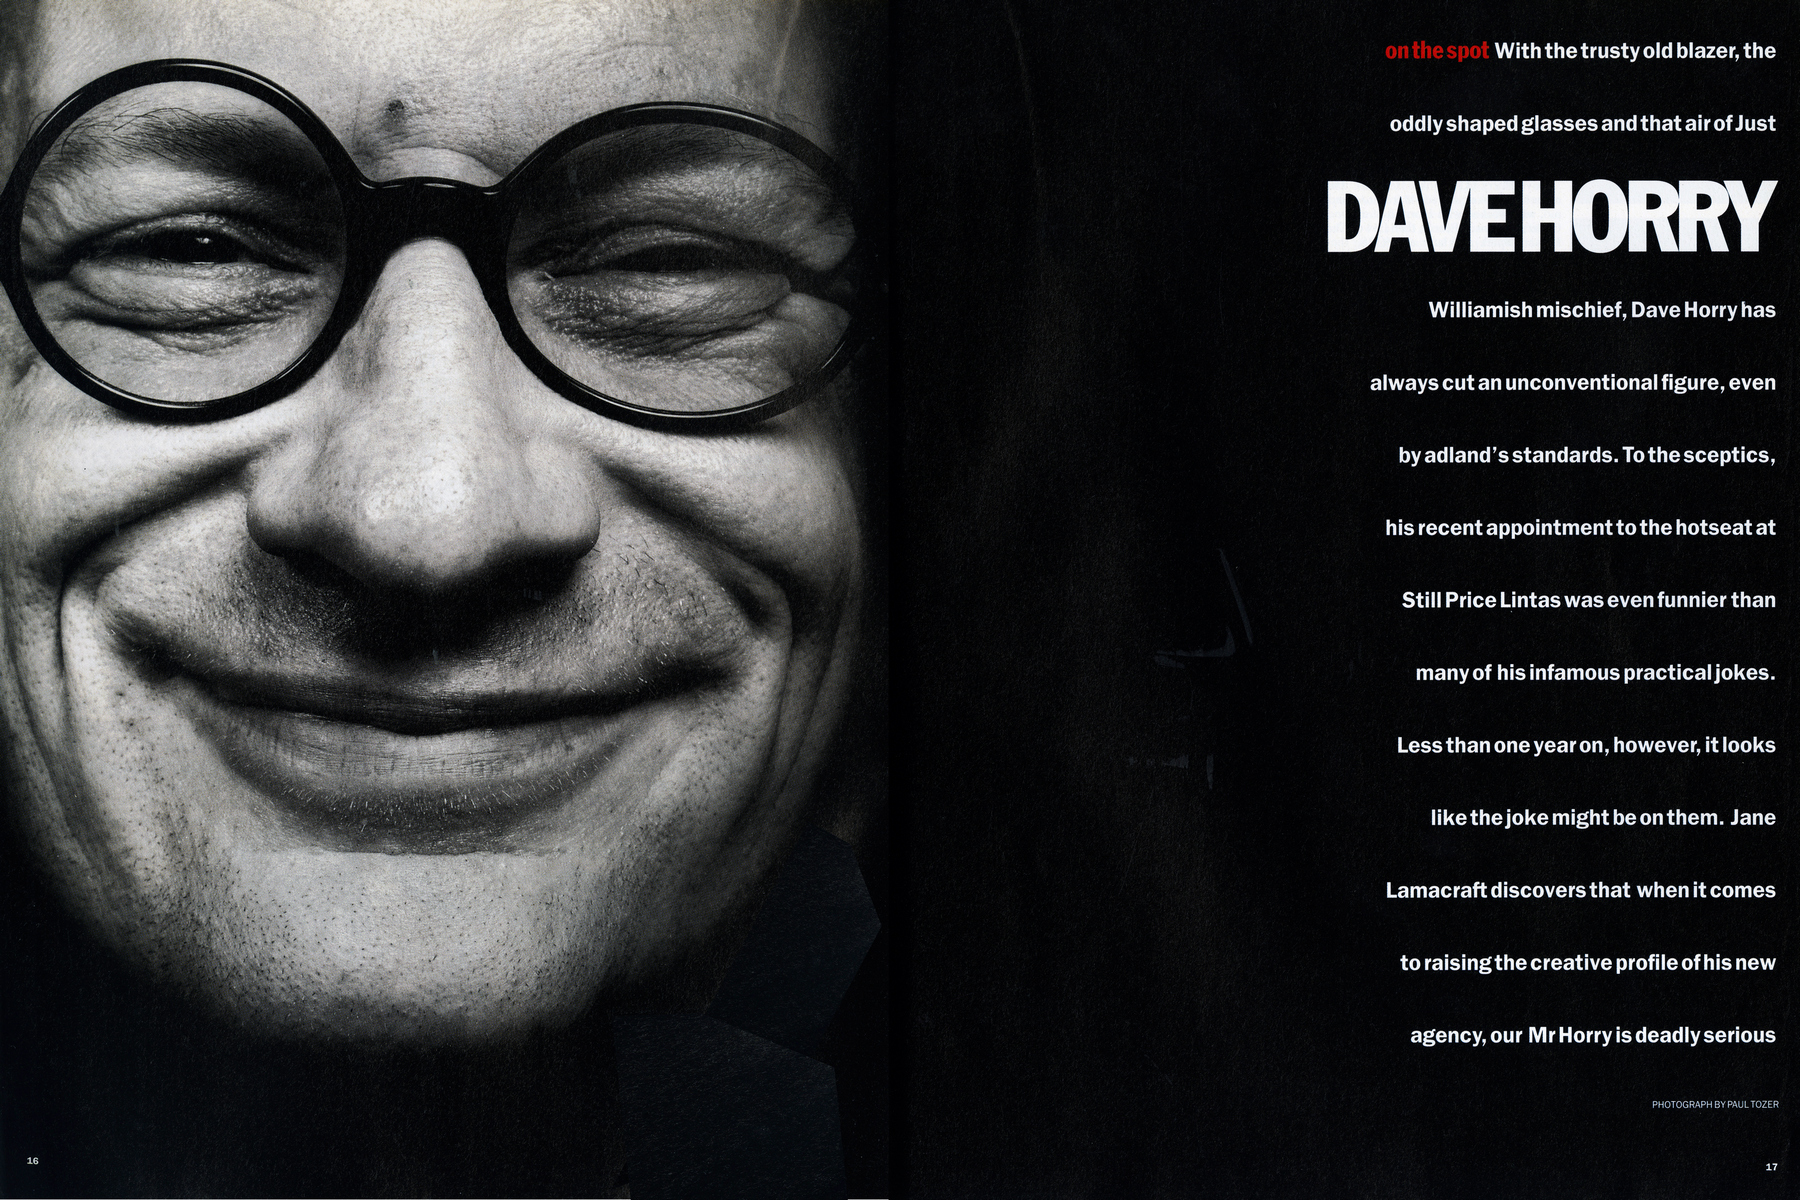 on the spot With the trusty old blazer, the
oddly shaped glasses and that air of Just
DAVE HORRY
Williamish mischief, Dave Horry has
always cut an unconventional figure, even
by adland's standards. To the sceptics,
his recent appointment to the hotseat at
Still Price Lintas was even funnier than
many of his infamous practical jokes.
Less than one year on, however, it looks
like the joke might be on them. Jane
Lamacraft discovers that when it comes
to raising the creative profile of his new
agency, our Mr Horry is deadly serious
PHOTOGRAPH BY PAUL TOZER
16
17